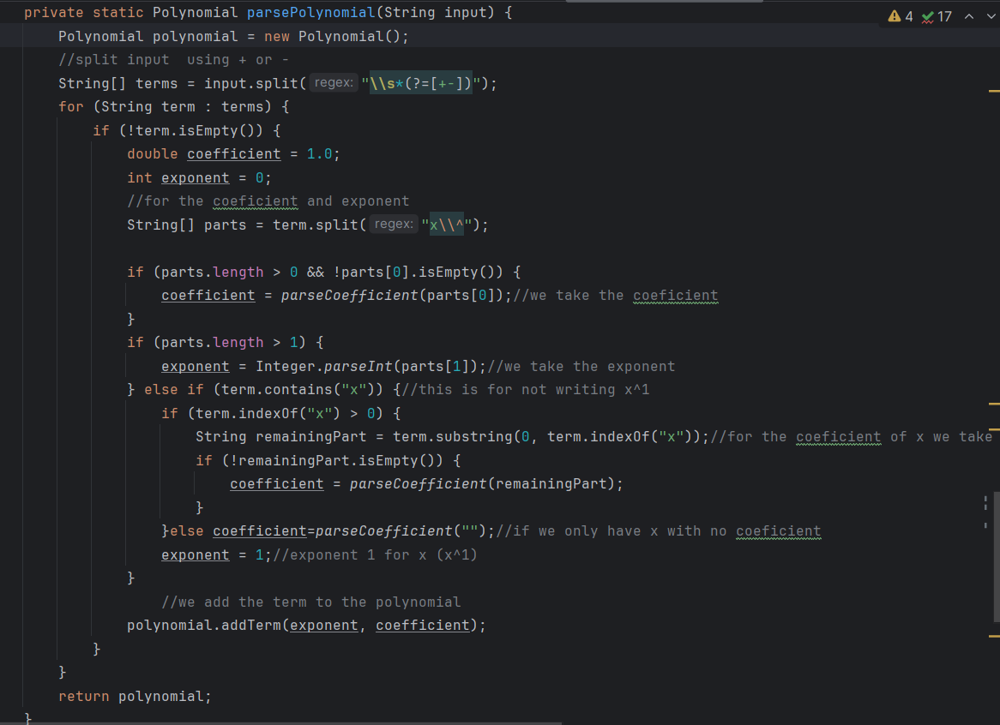 private static Polynomial parsePolynomial(String input) {
4 17
Polynomial polynomial = new Polynomial();
//split input  using + or -
String[] terms = input.split( regex: "\\s*(?=[+-])");
for (String term : terms) {
if (!term.isEmpty()) {
double coefficient = 1.0;
int exponent = 0;
//for the coeficient and exponent
String[] parts = term.split( regex: "x\\^");
if (parts.length > 0 && !parts[0].isEmpty()) {
coefficient = parseCoefficient(parts[0]);//we take the coeficient
}
if (parts.length > 1) {
exponent = Integer.parseInt(parts[1]);//we take the exponent
} else if (term.contains("x")) {//this is for not writing x^1
if (term.indexOf("x") > 0) {
String remainingPart = term.substring(0, term.indexOf("x"));//for the coeficient of x we take
if (!remainingPart.isEmpty()) {
coefficient = parseCoefficient(remainingPart);
}
}else coefficient=parseCoefficient("");//if we only have x with no coeficient
exponent = 1;//exponent 1 for x (x^1)
}
//we add the term to the polynomial
polynomial.addTerm(exponent, coefficient);
}
}
return polynomial;
}